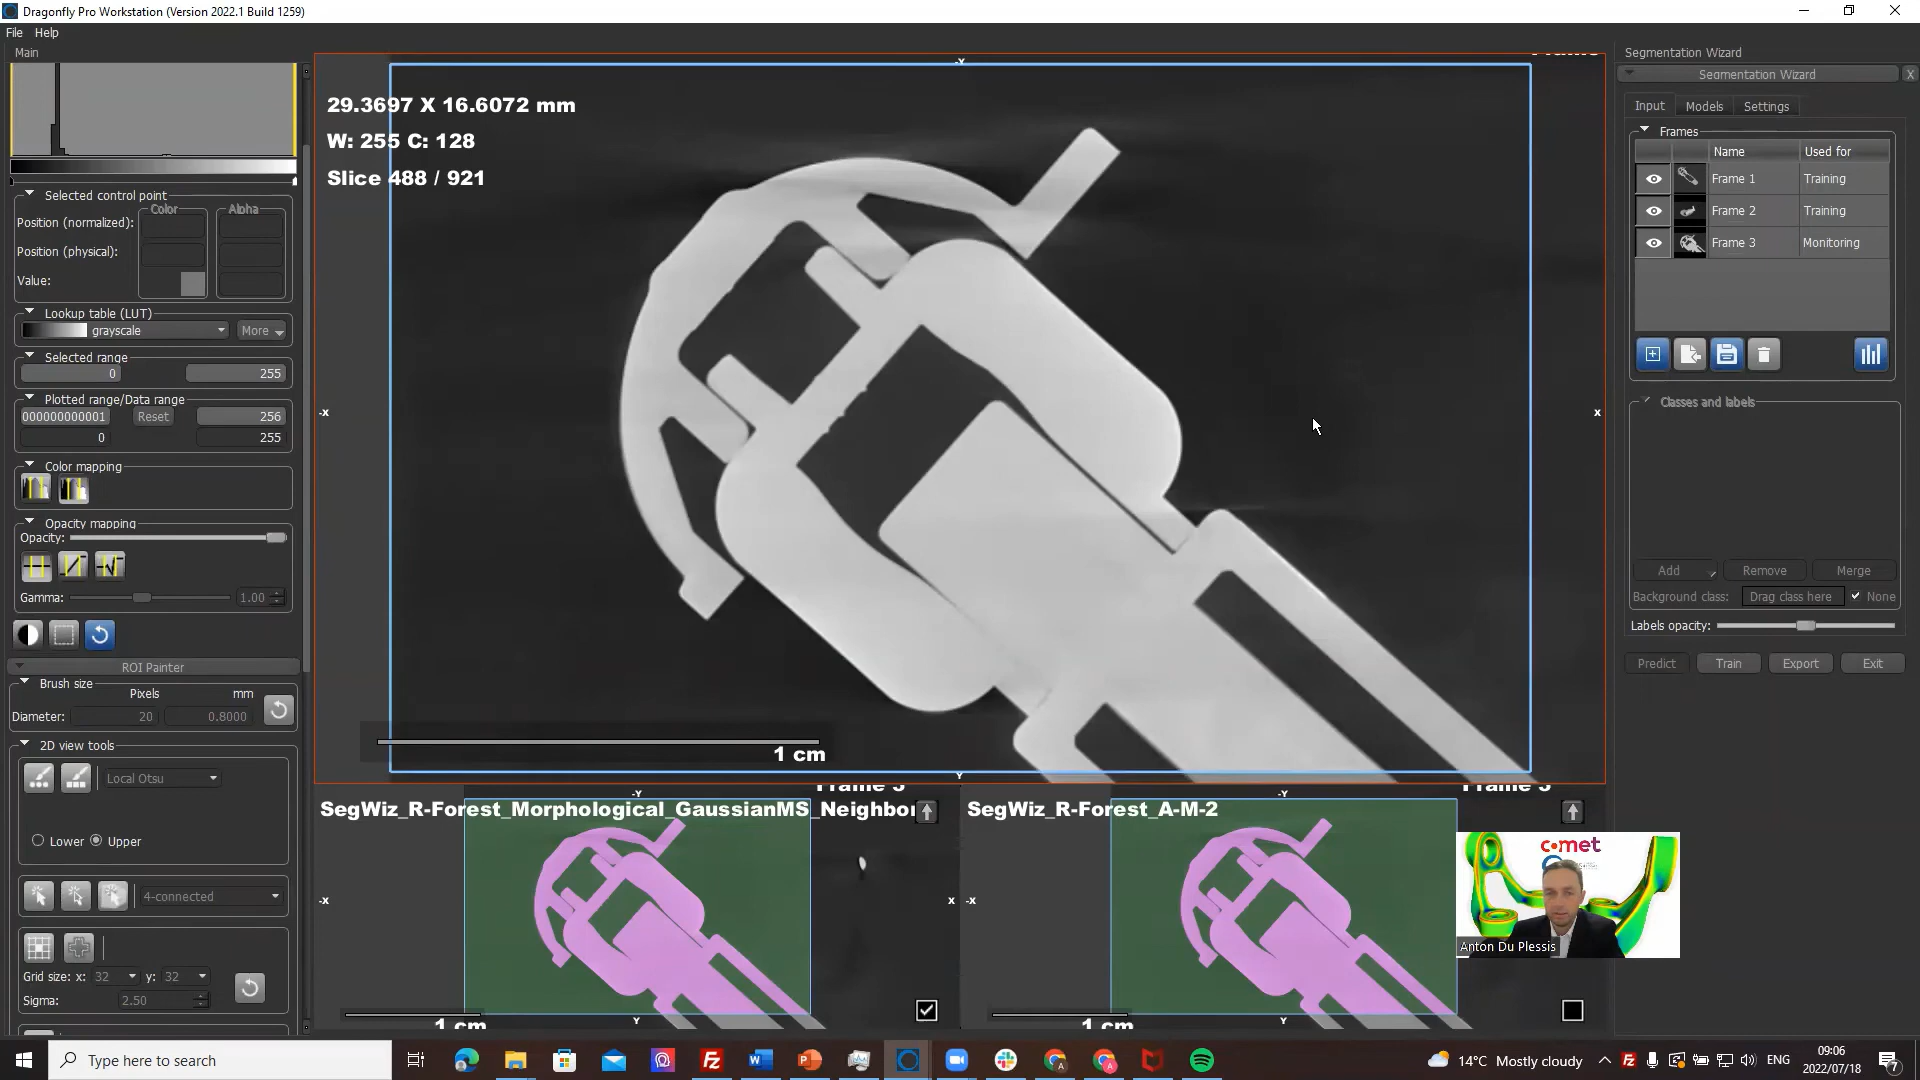 Dragonfly Pro Workstation (Version 2022.1 Build 1259)
File Help
Main
Selected control point
Color Alpha
Position (normalized):
Position (physical):
Value:
Lookup table (LUT)
grayscale More
Selected range
0 255
Plotted range/Data range
000000000001 Reset 256
0 255
Color mapping
Opacity mapping
Opacity:
Gamma: 1.00
ROI Painter
Brush size
Pixels mm
Diameter: 20 0.8000
2D view tools
Local Otsu
Lower Upper
4-connected
Grid size: x: 32 y: 32
Sigma: 2.50
29.3697 X 16.6072 mm
W: 255 C: 128
Slice 488 / 921
-Y
-X X
1 cm
Y
Frame 3
-Y
SegWiz_R-Forest_Morphological_GaussianMS_Neighbor
-X X
1 cm
Y
Frame 3
-Y
SegWiz_R-Forest_A-M-2
-X
1 cm
Y
comet
Anton Du Plessis
Segmentation Wizard
Segmentation Wizard X
Input Models Settings
Frames
Name Used for
Frame 1 Training
Frame 2 Training
Frame 3 Monitoring
Classes and labels
Add Remove Merge
Background class: Drag class here None
Labels opacity:
Predict Train Export Exit
Type here to search
14°C Mostly cloudy
ENG
09:06
2022/07/18
7